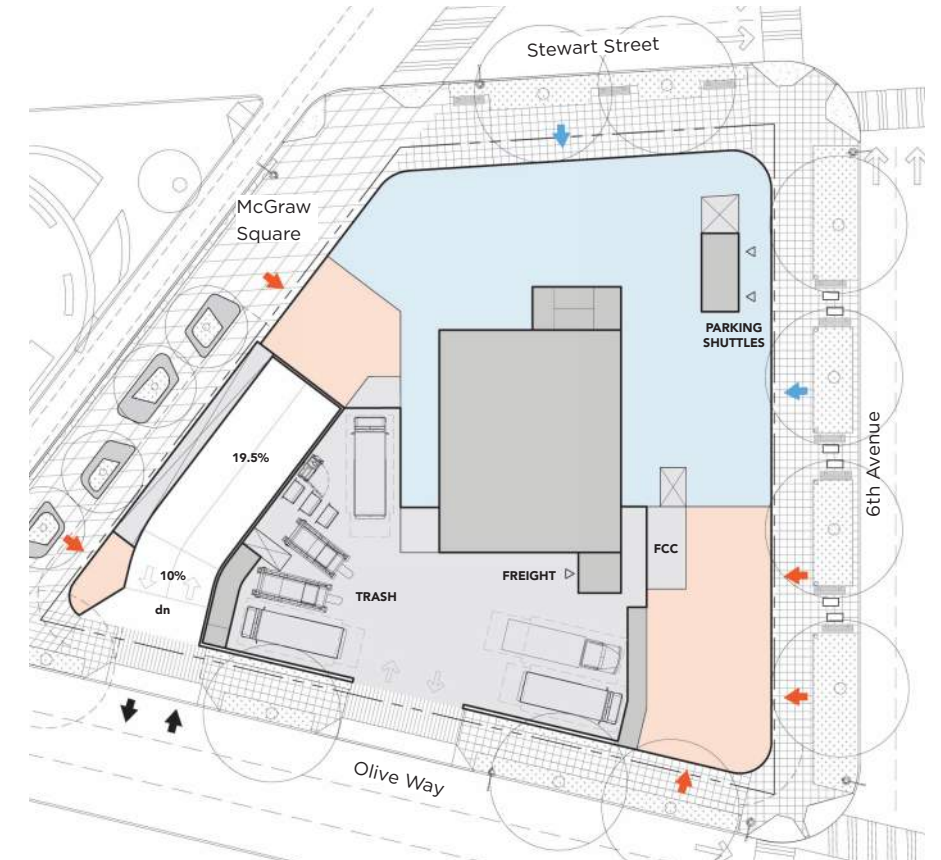 Stewart Street
McGraw
Square
PARKING
SHUTTLES
6th Avenue
19.5%
10%
dn
TRASH
FREIGHT
FCC
Olive Way